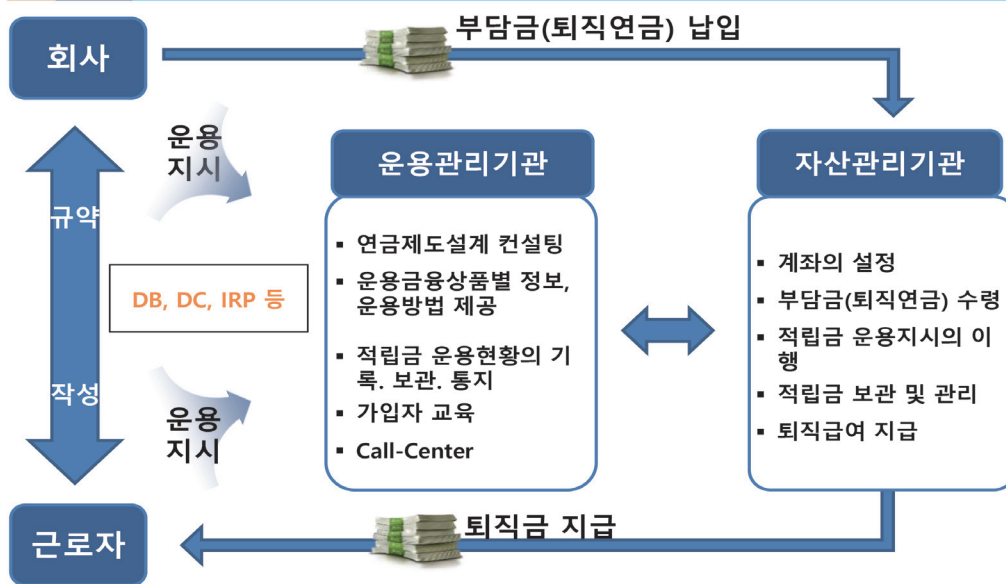 부담금(퇴직연금) 납입
회사
운용
지시
규약
작성
DB, DC, IRP 등
운용
지시
운용관리기관
▪ 연금제도설계 컨설팅
▪ 운용금융상품별 정보,
운용방법 제공
▪ 적립금 운용현황의 기
록. 보관. 통지
▪ 가입자 교육
▪ Call-Center
자산관리기관
▪ 계좌의 설정
▪ 부담금(퇴직연금) 수령
▪ 적립금 운용지시의 이
행
▪ 적립금 보관 및 관리
▪ 퇴직급여 지급
퇴직금 지급
근로자